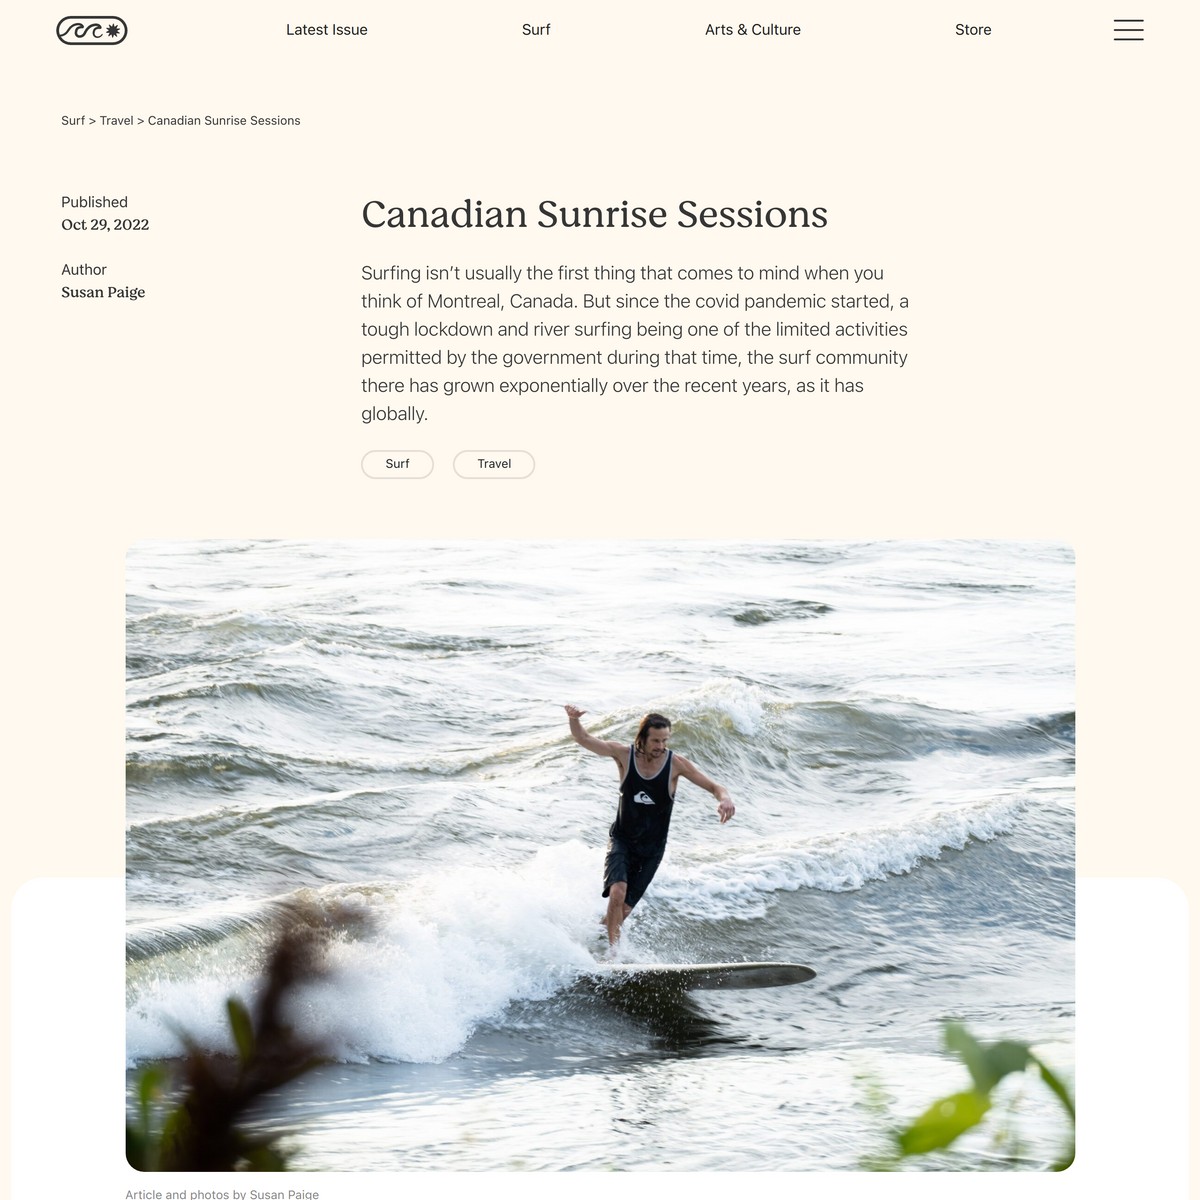 Latest Issue
Surf
Arts & Culture
Store
Surf > Travel > Canadian Sunrise Sessions
Published
Oct 29, 2022
Author
Susan Paige
Canadian Sunrise Sessions
Surfing isn’t usually the first thing that comes to mind when you
think of Montreal, Canada. But since the covid pandemic started, a
tough lockdown and river surfing being one of the limited activities
permitted by the government during that time, the surf community
there has grown exponentially over the recent years, as it has
globally.
Surf
Travel
Article and photos by Susan Paige